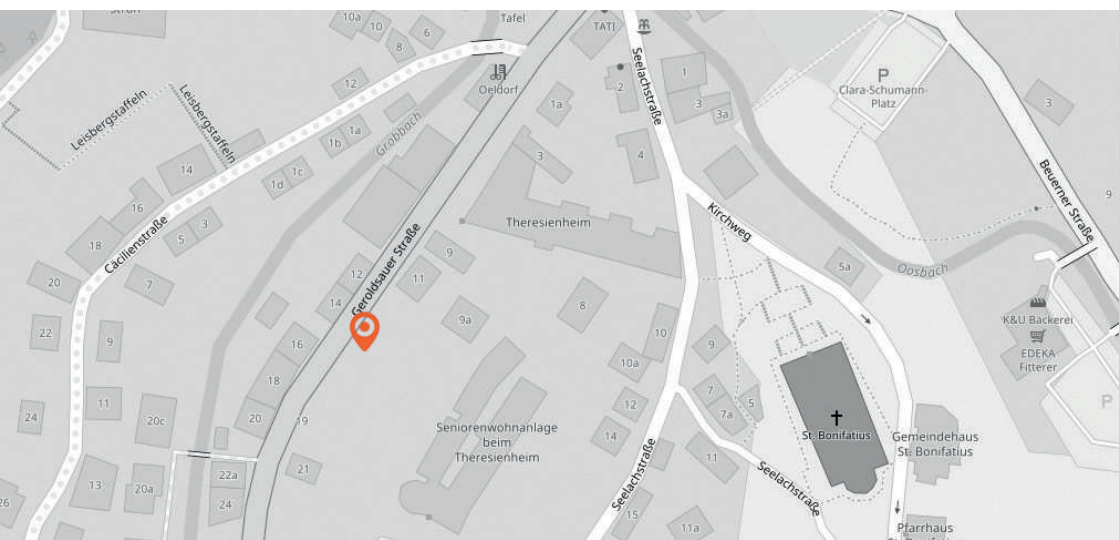 10a
10
6
8
Tafel
TATI
Oeldorf
12
1a
1b
1c
1d
Leisbergstaffeln
Leisbergstaffeln
Grobbach
14
16
18
20
22
24
Cäcilienstraße
5
3
7
9
11
13
20c
20a
26
Geroldsauer Straße
12
14
16
18
20
22a
24
19
21
9
11
9a
1a
3
Theresienheim
8
Seniorenwohnanlage
beim
Theresienheim
Seelachstraße
2
4
1
3
3a
Kirchweg
5a
10
10a
12
14
15
9
7
7a
5
11
11a
Seelachstraße
Seelachstraße
St. Bonifatius
Gemeindehaus
St. Bonifatius
Pfarrhaus
St. Bonifatius
P
Clara-Schumann-
Platz
Oosbach
Beuerner Straße
3
9
K&U Bäckerei
EDEKA
Fitterer
P